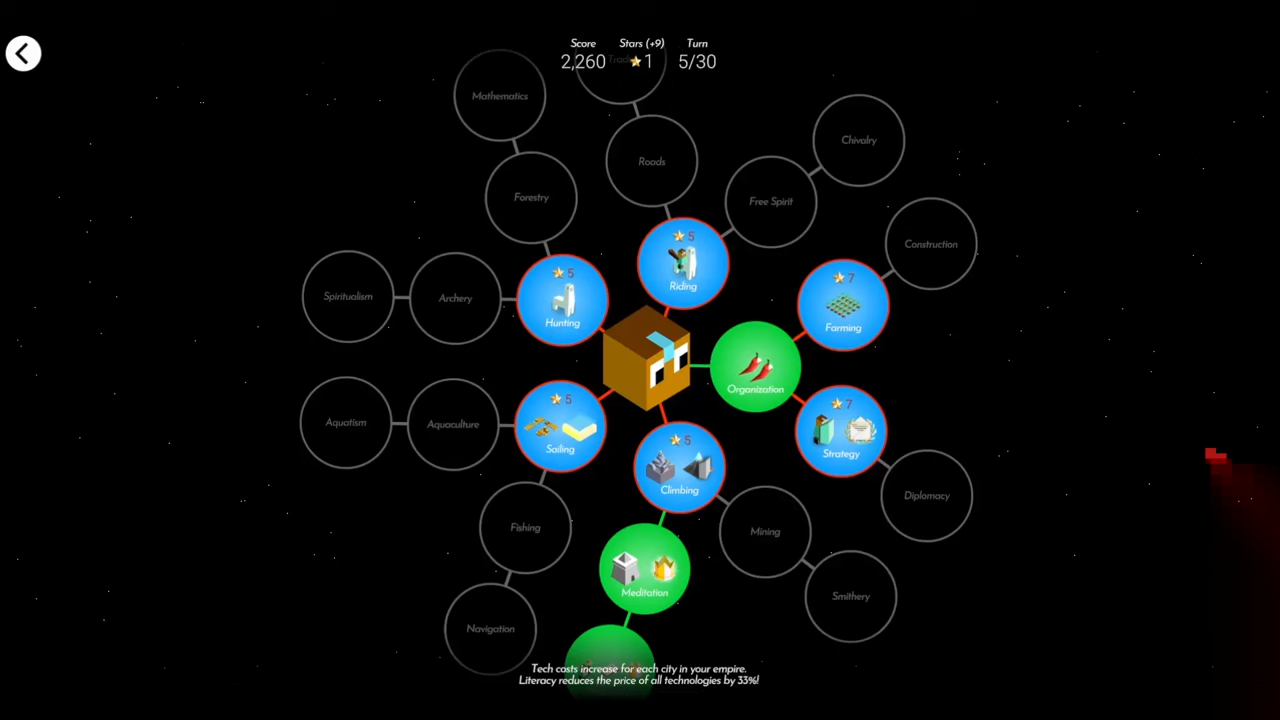 Score Stars (+9) Turn
2,260 1 5/30
Mathematics
Chivalry
Roads
Forestry
Free Spirit
5
Construction
5
Riding
7
Spiritualism
Archery
Hunting
Farming
Organization
5
7
Aquatism
Aquaculture
5
Sailing
Strategy
Climbing
Diplomacy
Fishing
Mining
Meditation
Smithery
Navigation
Tech costs increase for each city in your empire.
Literacy reduces the price of all technologies by 33%!